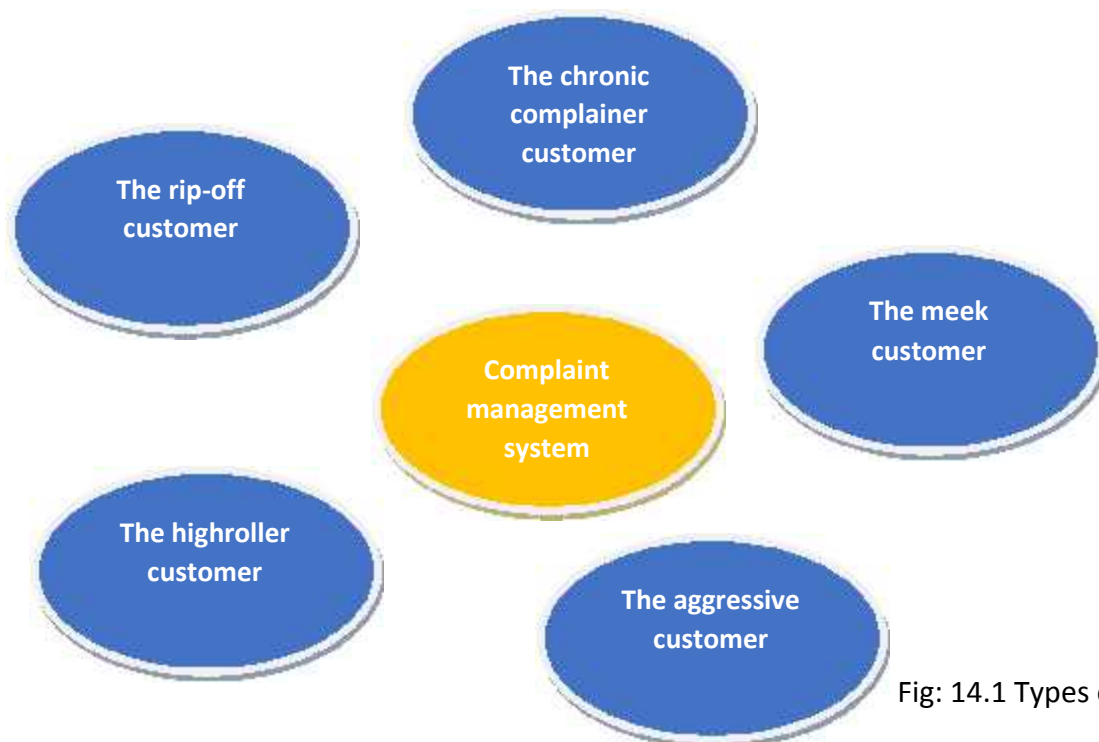 The chronic
complainer
customer
The rip-off
customer
The meek
customer
Complaint
management
system
The highroller
customer
The aggressive
customer
Fig: 14.1 Types